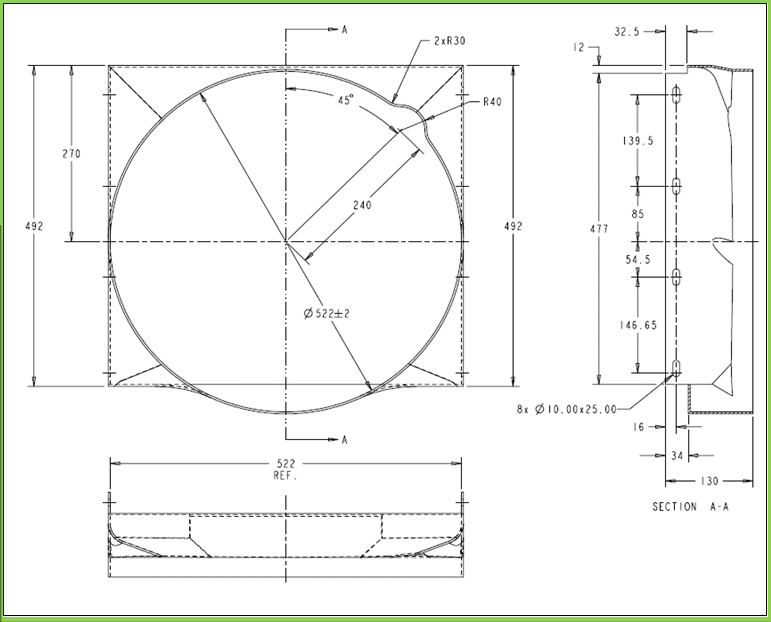 A
2xR30
32.5
12
45°
R40
270
139.5
240
85
492
492
477
54.5
Ø522±2
146.65
8x Ø10.00x25.00
16
A
34
522
REF.
130
SECTION A-A